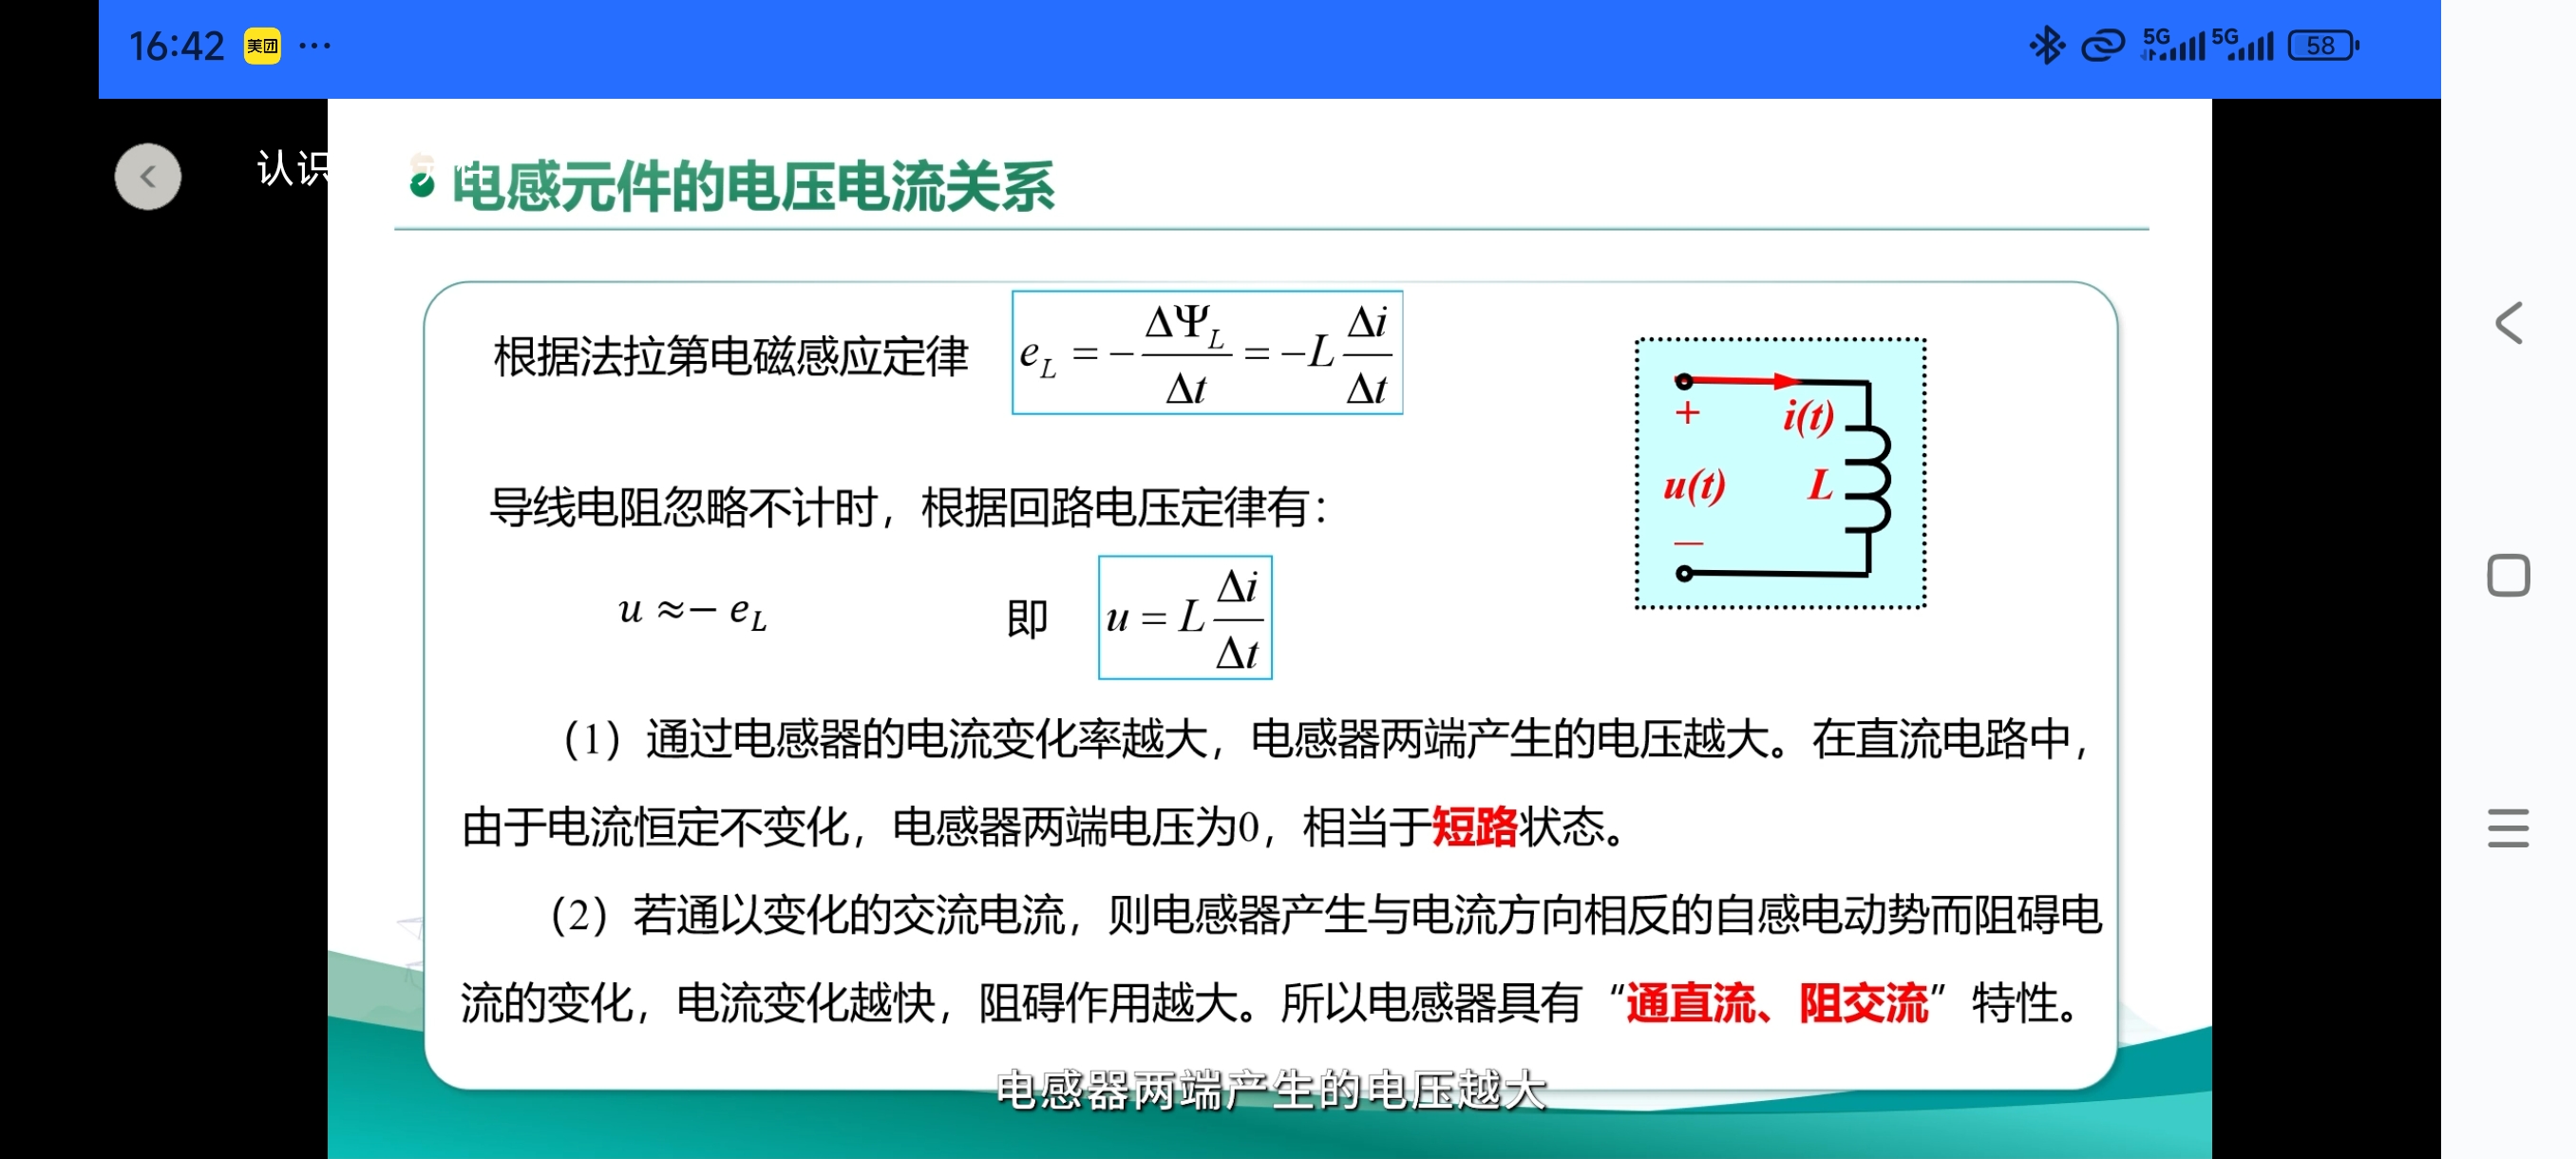 16:42 美团 ···
5G 5G 58
认识
电感元件的电压电流关系
根据法拉第电磁感应定律 e_L = −ΔΨ_L/Δt = −L Δi/Δt
导线电阻忽略不计时，根据回路电压定律有：
u ≈− e_L 即 u = L Δi/Δt
+ i(t)
u(t) L
—
（1）通过电感器的电流变化率越大，电感器两端产生的电压越大。在直流电路中，
由于电流恒定不变化，电感器两端电压为0，相当于短路状态。
（2）若通以变化的交流电流，则电感器产生与电流方向相反的自感电动势而阻碍电
流的变化，电流变化越快，阻碍作用越大。所以电感器具有“通直流、阻交流”特性。
电感器两端产生的电压越大